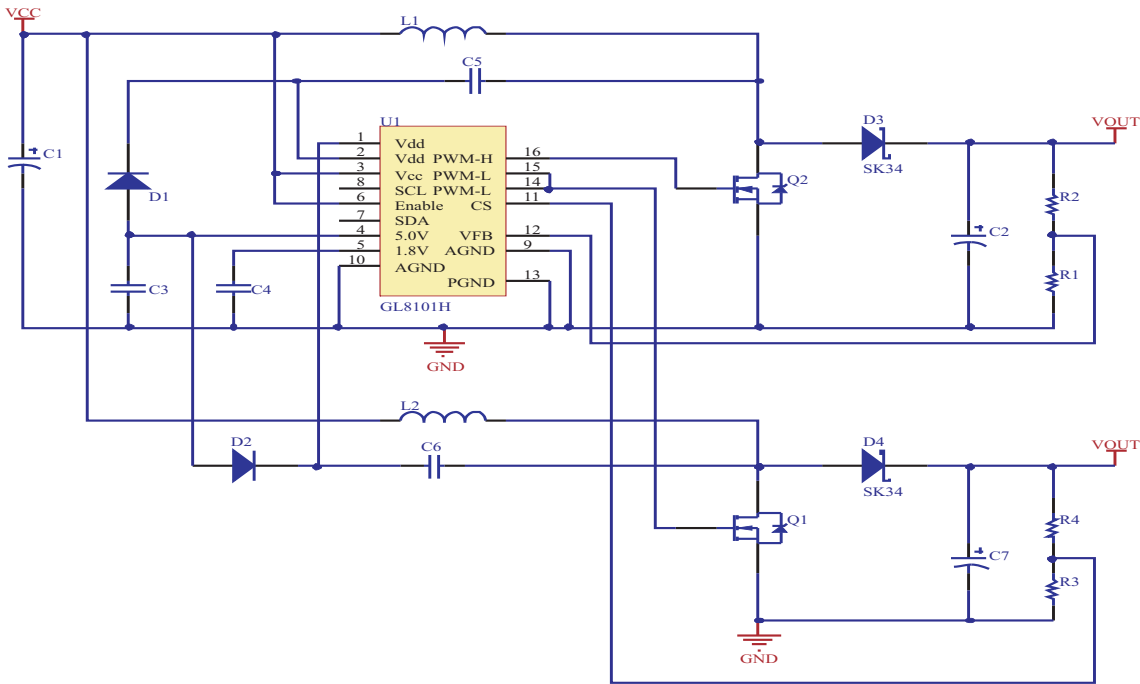 VCC
L1
C5
U1
D3
VOUT
1 Vdd
2 Vdd PWM-H 16
3 Vcc PWM-L 15
8 SCL PWM-L 14
6 Enable CS 11
7 SDA
4 5.0V VFB 12
5 1.8V AGND 9
10 AGND
PGND 13
GL8101H
C1
D1
SK34
Q2
R2
C2
R1
C3
C4
GND
L2
D2
C6
D4
VOUT
SK34
Q1
R4
C7
R3
GND